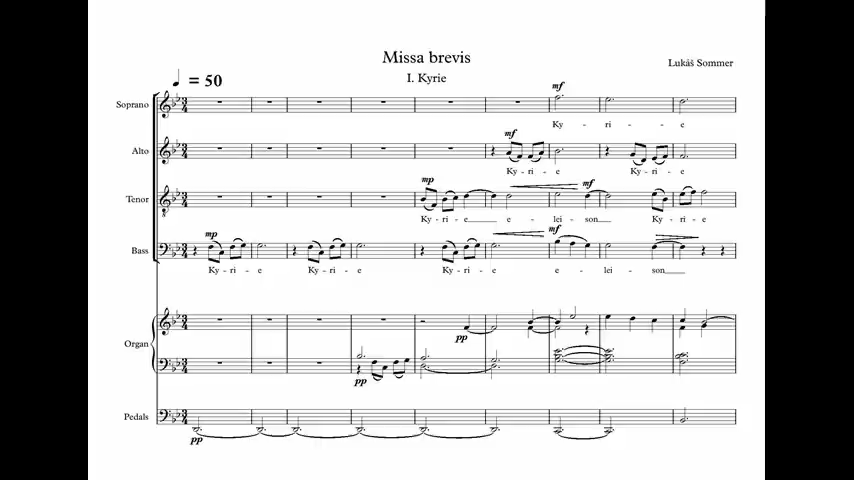 Missa brevis
I. Kyrie
Lukáš Sommer
= 50
Soprano
mf
Ky - ri - e
Alto
mf
Ky - ri - e Ky - ri - e
Tenor
mp mf
Ky - ri - e e - lei - son Ky - ri - e
Bass
mp mf
Ky - ri - e Ky - ri - e Ky - ri - e e - lei - son
Organ
pp
pp
Pedals
pp